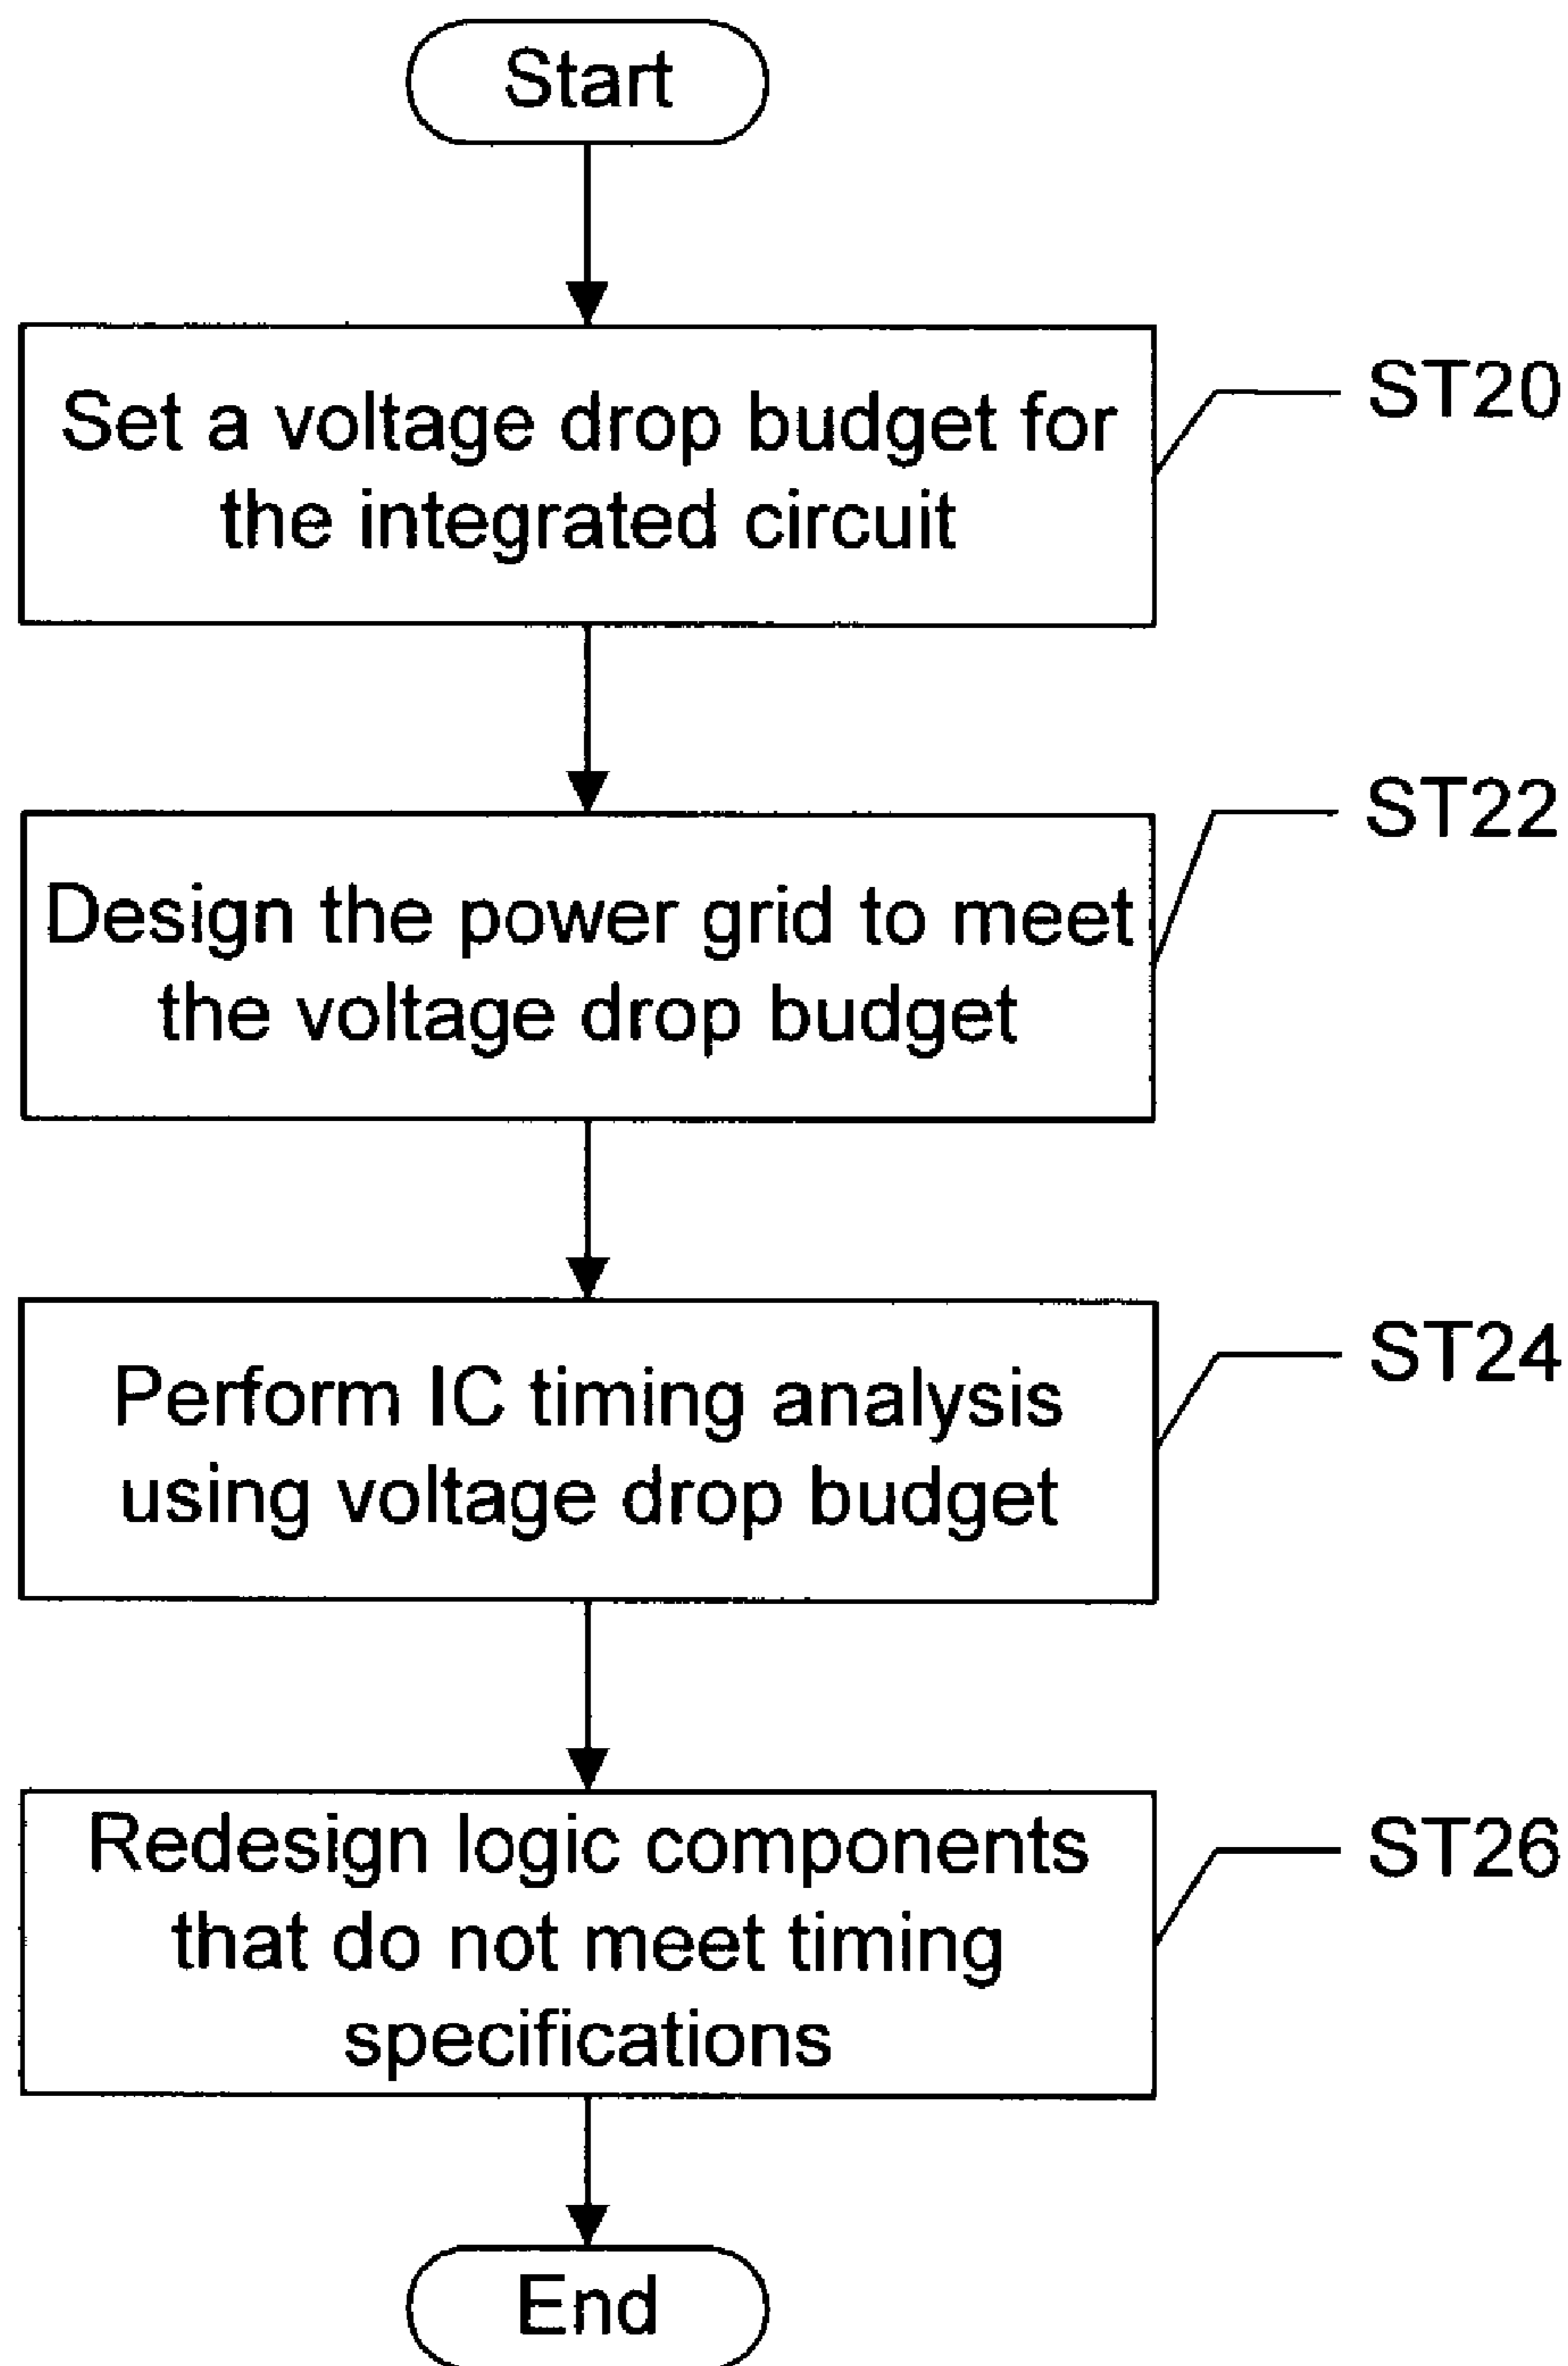 Start
Set a voltage drop budget for
the integrated circuit
ST20
Design the power grid to meet
the voltage drop budget
ST22
Perform IC timing analysis
using voltage drop budget
ST24
Redesign logic components
that do not meet timing
specifications
ST26
End